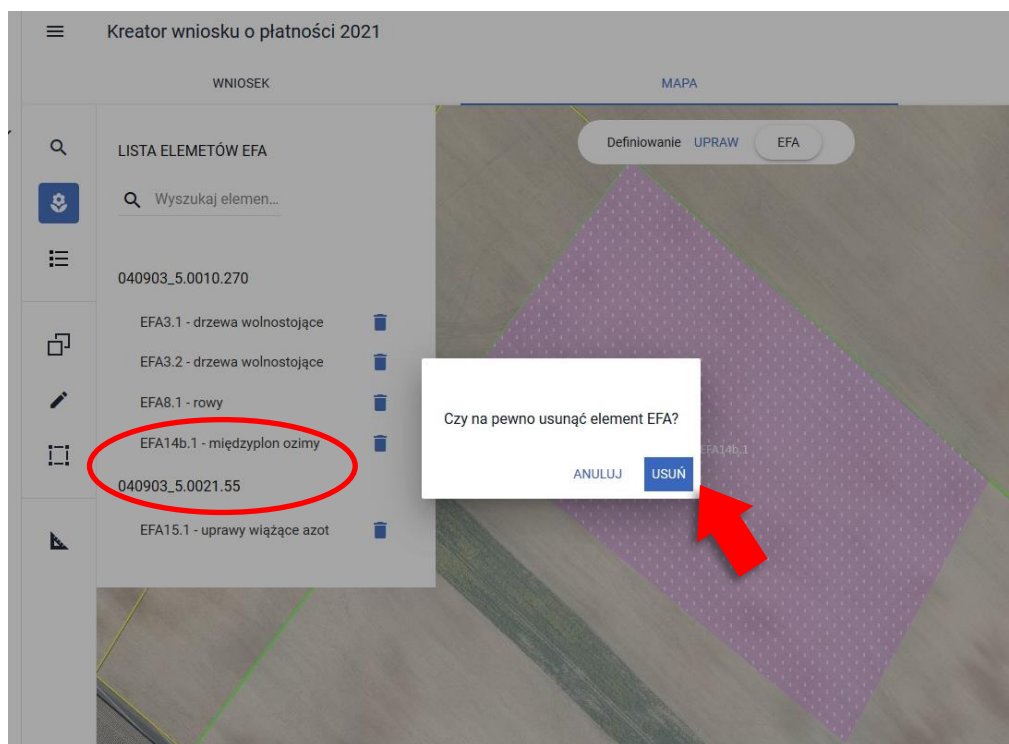 Kreator wniosku o płatności 2021
WNIOSEK
MAPA
LISTA ELEMETÓW EFA
Wyszukaj elemen...
040903_5.0010.270
EFA3.1 - drzewa wolnostojące
EFA3.2 - drzewa wolnostojące
EFA8.1 - rowy
EFA14b.1 - międzyplon ozimy
040903_5.0021.55
EFA15.1 - uprawy wiążące azot
Definiowanie UPRAW EFA
Czy na pewno usunąć element EFA?
ANULUJ USUŃ
EFA14b.1